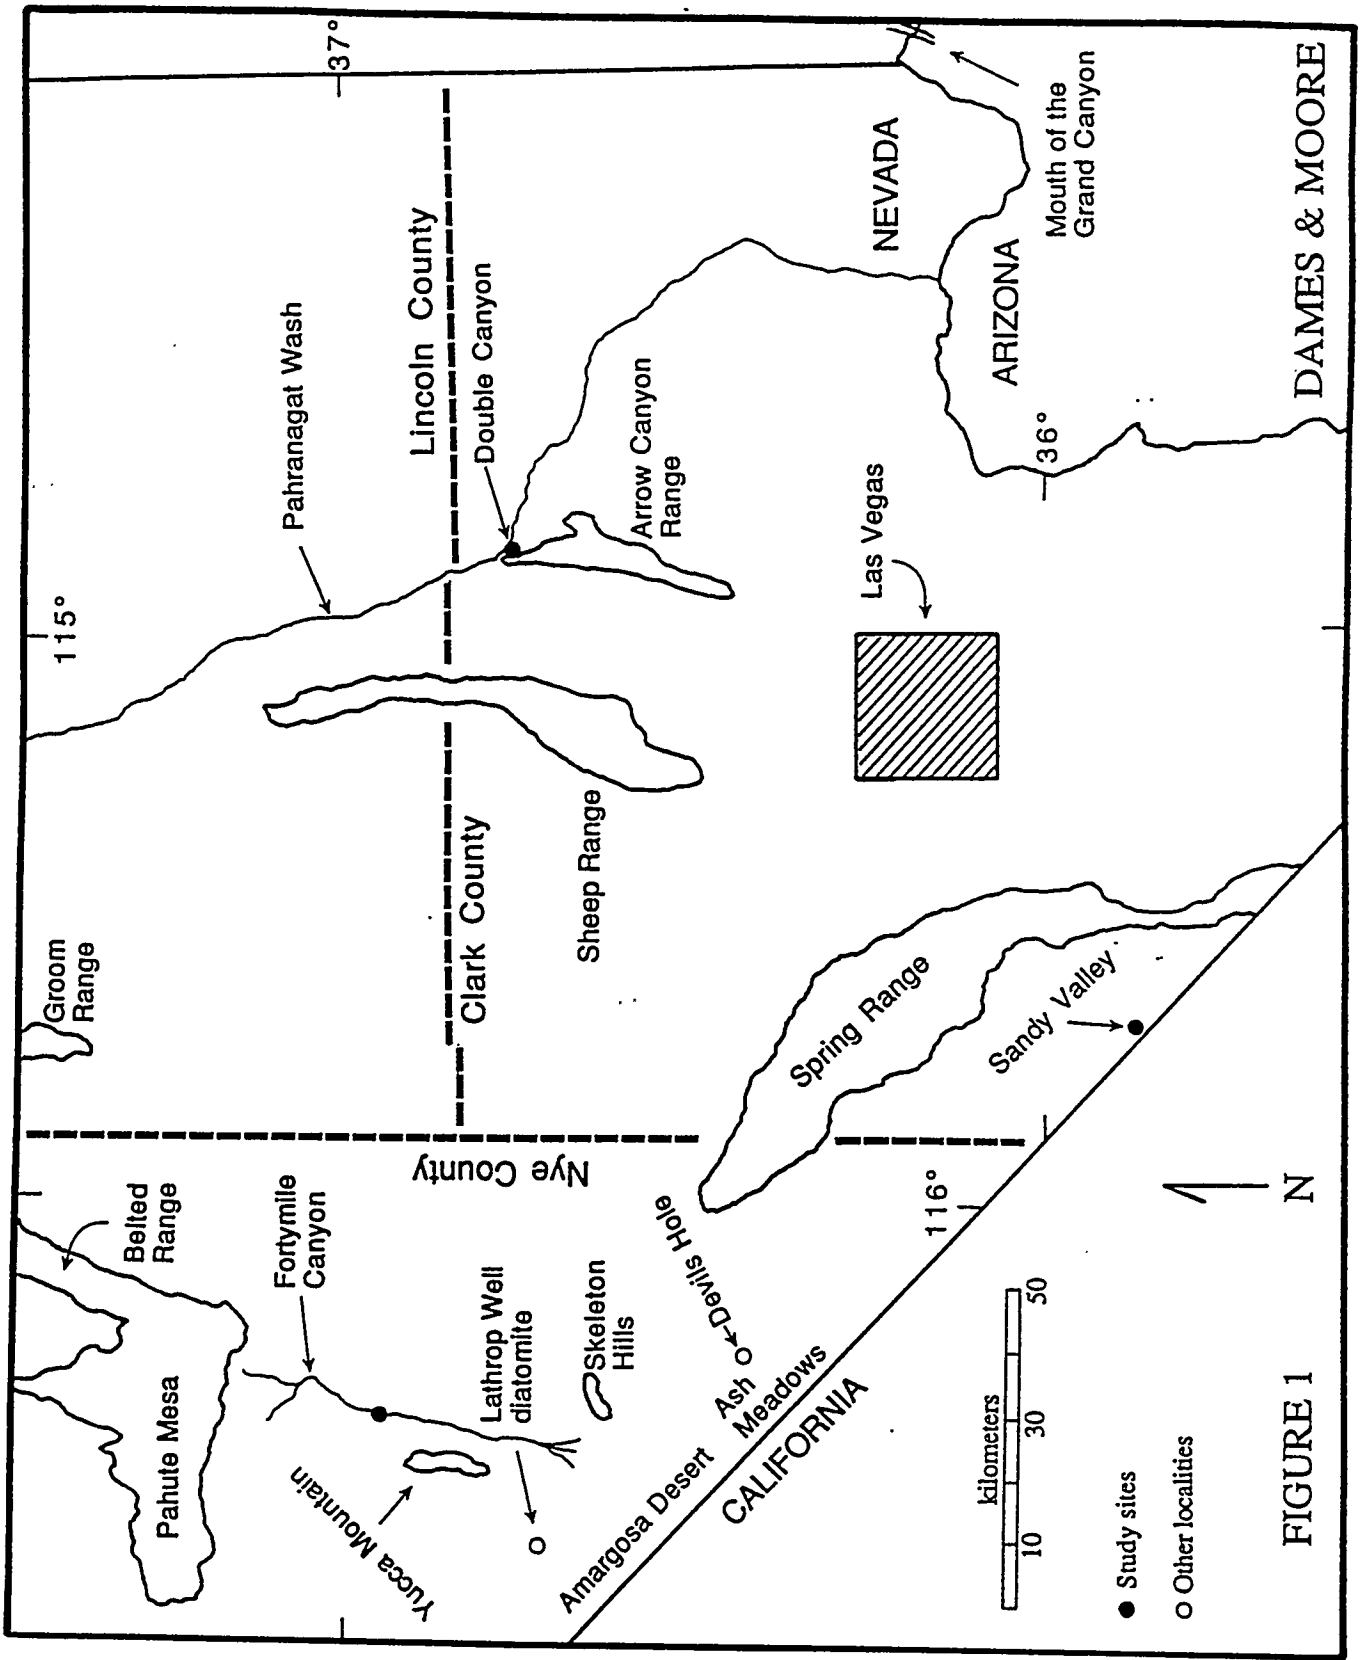 Groom
Range
Belted
Range
Pahute Mesa
Fortymile
Canyon
Yucca Mountain
Lathrop Well
diatomite
Skeleton
Hills
Nye County
Devils Hole
Ash
Meadows
Amargosa Desert
CALIFORNIA
116°
115°
37°
Pahranagat Wash
Lincoln County
Clark County
Double Canyon
Sheep Range
Arrow Canyon
Range
Las Vegas
Spring Range
Sandy Valley
NEVADA
ARIZONA
36°
Mouth of the
Grand Canyon
kilometers
10 30 50
N
● Study sites
○ Other localities
FIGURE 1
DAMES & MOORE